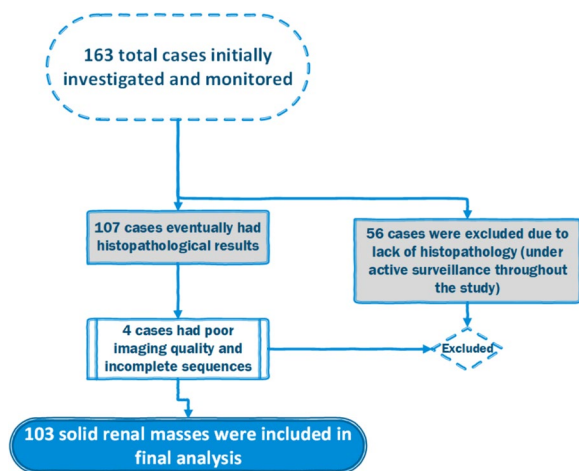 163 total cases initially
investigated and monitored
107 cases eventually had
histopathological results
56 cases were excluded due to
lack of histopathology (under
active surveillance throughout
the study)
4 cases had poor
imaging quality and
incomplete sequences
Excluded
103 solid renal masses were included in
final analysis